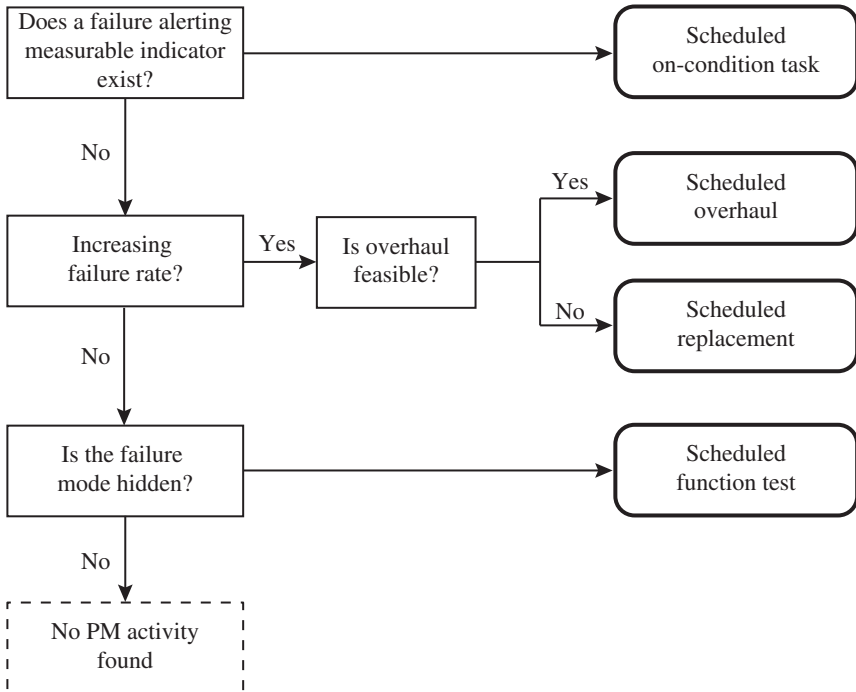 Does a failure alerting
measurable indicator
exist?
Scheduled
on-condition task
No
Increasing
failure rate?
Yes
Is overhaul
feasible?
Yes
Scheduled
overhaul
No
Scheduled
replacement
No
Is the failure
mode hidden?
Scheduled
function test
No
No PM activity
found